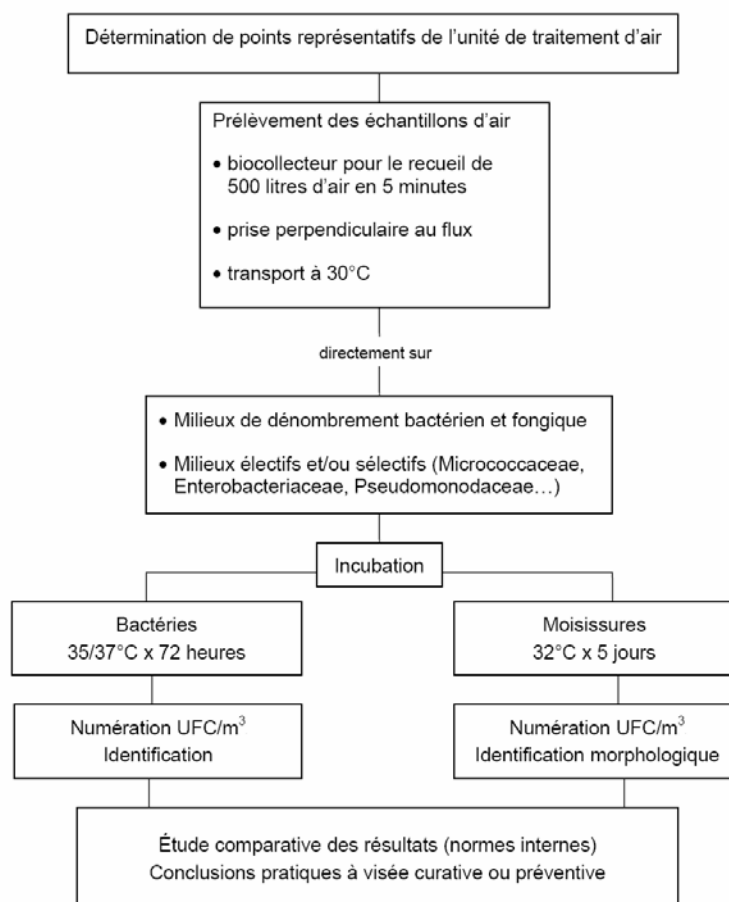 Détermination de points représentatifs de l'unité de traitement d'air
Prélèvement des échantillons d'air
• biocollecteur pour le recueil de
500 litres d'air en 5 minutes
• prise perpendiculaire au flux
• transport à 30°C
directement sur
• Milieux de dénombrement bactérien et fongique
• Milieux électifs et/ou sélectifs (Micrococcaceae,
Enterobacteriaceae, Pseudomonodaceae…)
Incubation
Bactéries
35/37°C x 72 heures
Moisissures
32°C x 5 jours
Numération UFC/m³
Identification
Numération UFC/m³
Identification morphologique
Étude comparative des résultats (normes internes)
Conclusions pratiques à visée curative ou préventive